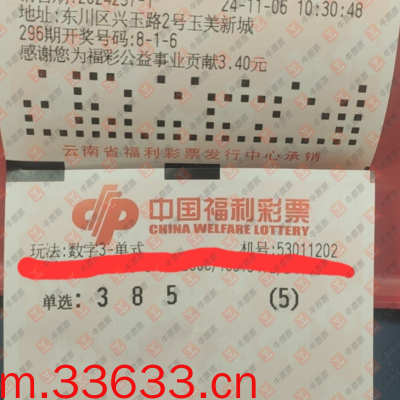 24-11-06 10:30:48
地址:东川区兴玉路2号玉美新城
296期开奖号码:8-1-6
感谢您为福彩公益事业贡献3.40元
云南省福利彩票发行中心承销
中国福利彩票
CHINA WELFARE LOTTERY
玩法:数字3-单式 机号:53011202
单选: 3 8 5 (5)
m.33633.cn